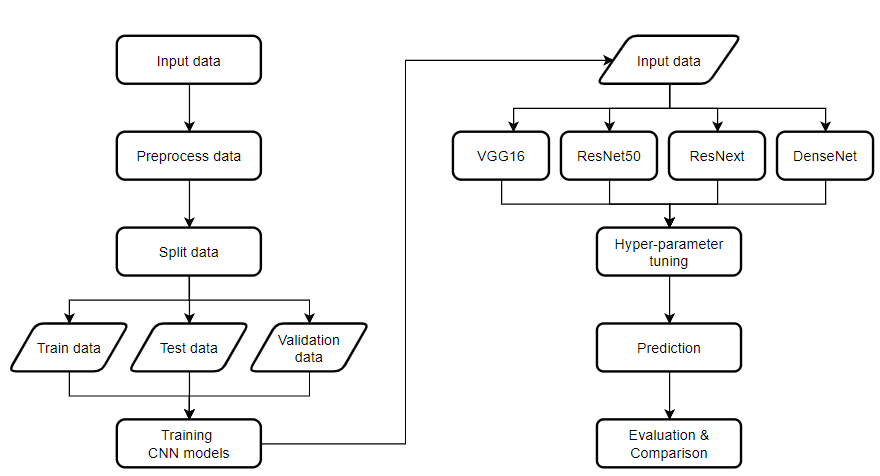 Input data
Preprocess data
Split data
Train data
Test data
Validation
data
Training
CNN models
Input data
VGG16
ResNet50
ResNext
DenseNet
Hyper-parameter
tuning
Prediction
Evaluation &
Comparison